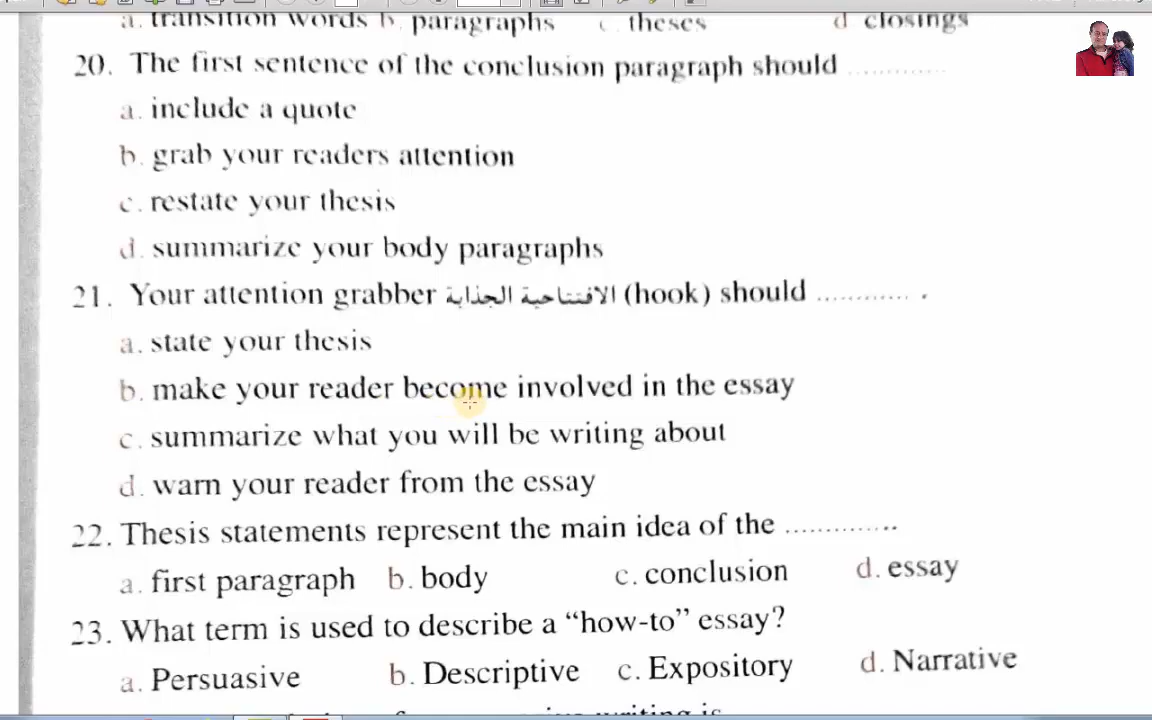 a. transition words b. paragraphs c. theses d closings
20. The first sentence of the conclusion paragraph should ............
a. include a quote
b. grab your readers attention
c. restate your thesis
d. summarize your body paragraphs
21. Your attention grabber الافتتاحية الجذابة (hook) should ............ .
a. state your thesis
b. make your reader become involved in the essay
c. summarize what you will be writing about
d. warn your reader from the essay
22. Thesis statements represent the main idea of the ..............
a. first paragraph b. body c. conclusion d. essay
23. What term is used to describe a “how-to” essay?
a. Persuasive b. Descriptive c. Expository d. Narrative
writing is